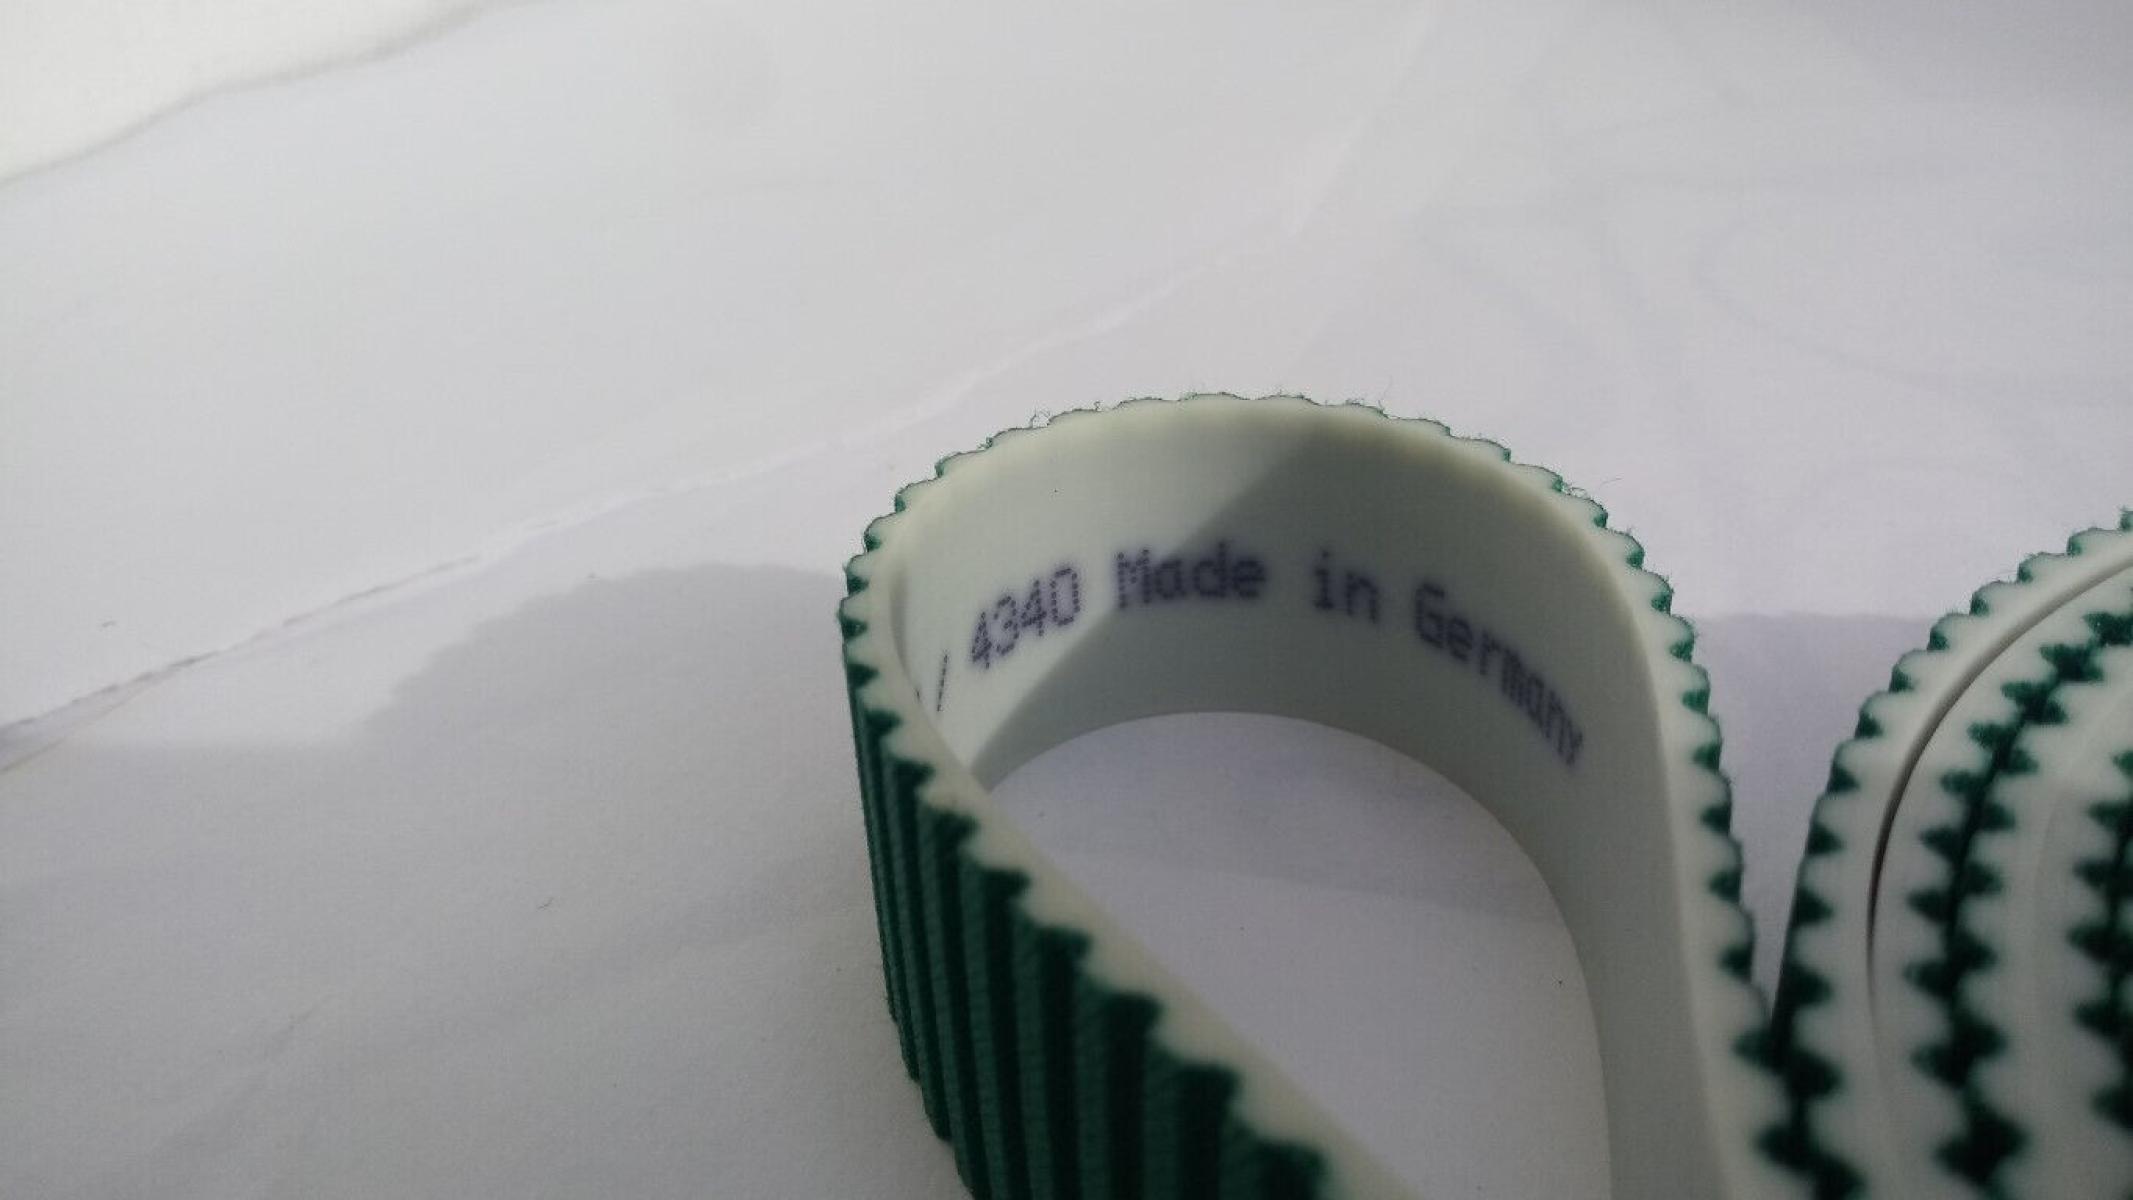 / 4340 Made in Germany